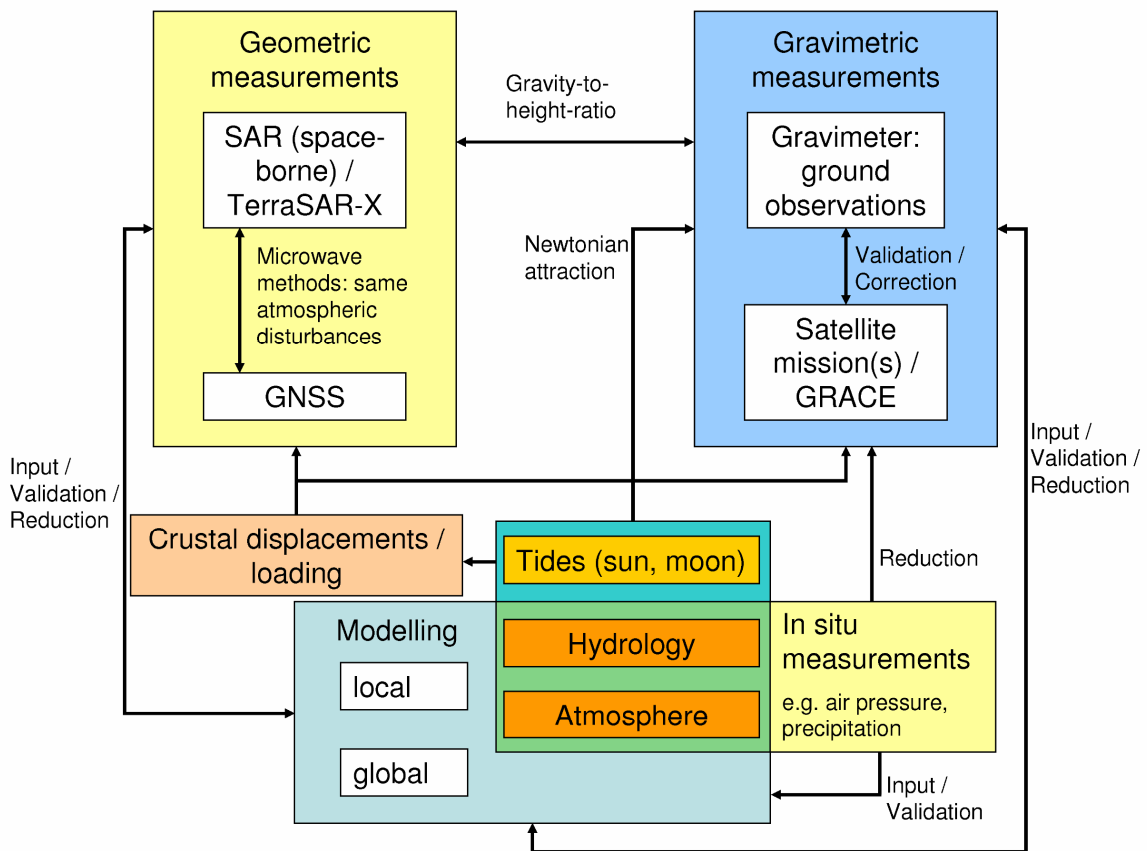 Geometric
measurements
SAR (space-
borne) /
TerraSAR-X
Microwave
methods: same
atmospheric
disturbances
GNSS
Gravity-to-
height-ratio
Gravimetric
measurements
Gravimeter:
ground
observations
Validation /
Correction
Satellite
mission(s) /
GRACE
Newtonian
attraction
Input /
Validation /
Reduction
Input /
Validation /
Reduction
Crustal displacements /
loading
Tides (sun, moon)
Reduction
Modelling
local
global
Hydrology
Atmosphere
In situ
measurements
e.g. air pressure,
precipitation
Input /
Validation